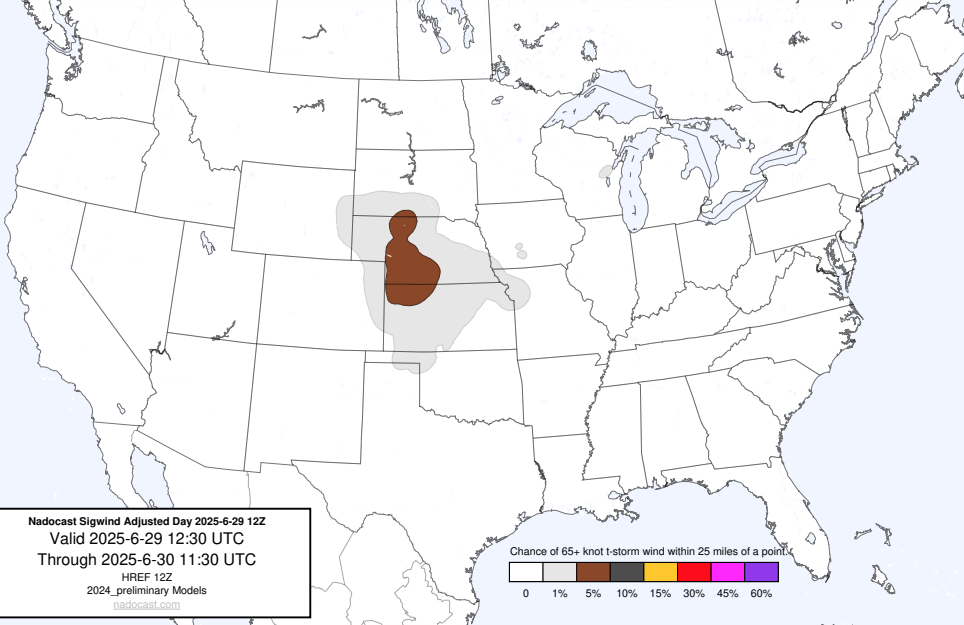 Nadocast Sigwind Adjusted Day 2025-6-29 12Z
Valid 2025-6-29 12:30 UTC
Through 2025-6-30 11:30 UTC
HREF 12Z
2024_preliminary Models
nadocast.com
Chance of 65+ knot t-storm wind within 25 miles of a point.
0 1% 5% 10% 15% 30% 45% 60%